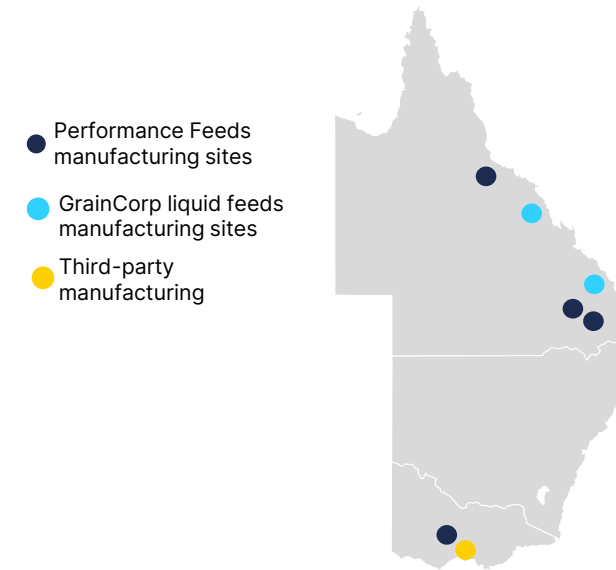 Performance Feeds
manufacturing sites
GrainCorp liquid feeds
manufacturing sites
Third-party
manufacturing